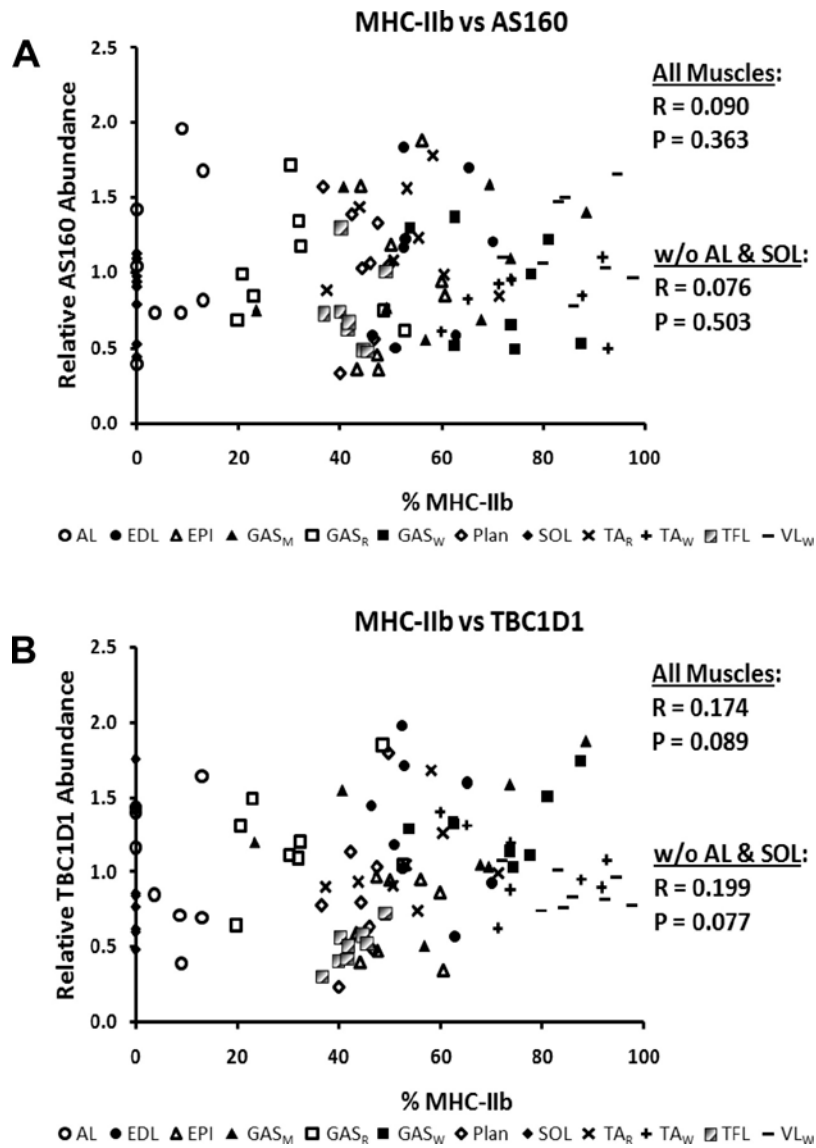 MHC-IIb vs AS160
A
2.5
2.0
1.5
1.0
0.5
0.0
Relative AS160 Abundance
All Muscles:
R = 0.090
P = 0.363
w/o AL & SOL:
R = 0.076
P = 0.503
0 20 40 60 80 100
% MHC-IIb
AL EDL EPI GASM GASR GASW Plan SOL TAR TAW TFL VLW
MHC-IIb vs TBC1D1
B
2.5
2.0
1.5
1.0
0.5
0.0
Relative TBC1D1 Abundance
All Muscles:
R = 0.174
P = 0.089
w/o AL & SOL:
R = 0.199
P = 0.077
0 20 40 60 80 100
% MHC-IIb
AL EDL EPI GASM GASR GASW Plan SOL TAR TAW TFL VLW